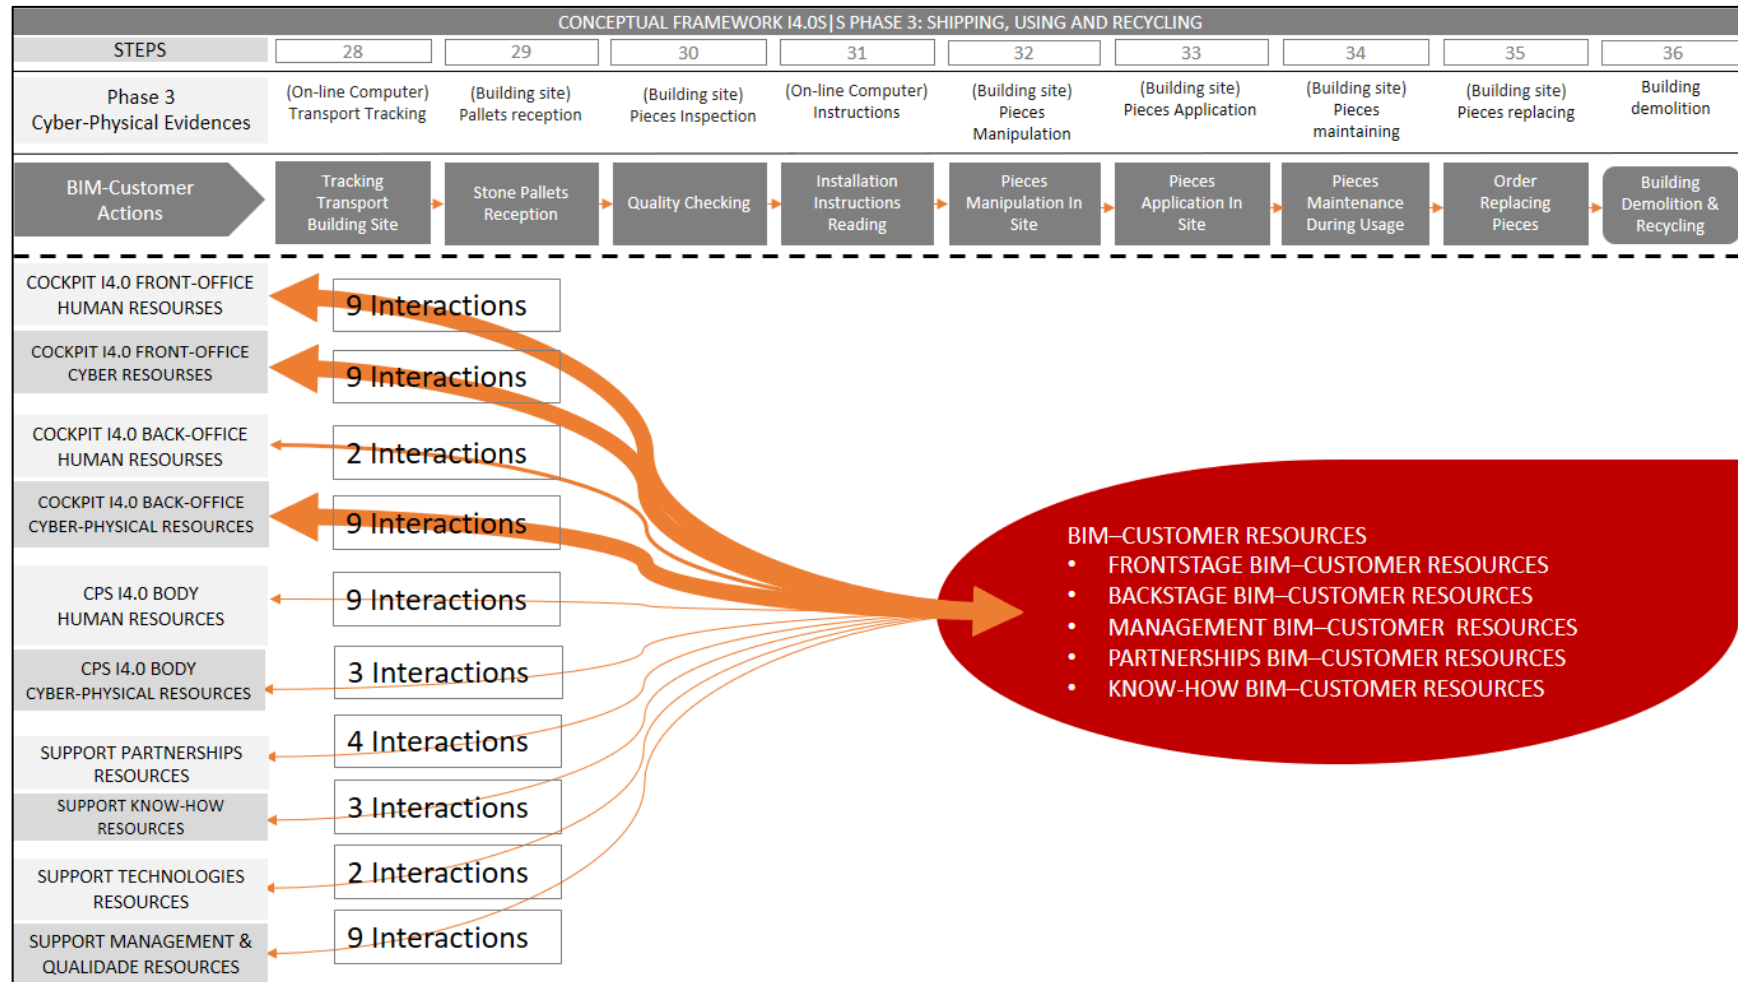 CONCEPTUAL FRAMEWORK I4.0S|S PHASE 3: SHIPPING, USING AND RECYCLING
STEPS
28
29
30
31
32
33
34
35
36
Phase 3
Cyber-Physical Evidences
(On-line Computer)
Transport Tracking
(Building site)
Pallets reception
(Building site)
Pieces Inspection
(On-line Computer)
Instructions
(Building site)
Pieces
Manipulation
(Building site)
Pieces Application
(Building site)
Pieces
maintaining
(Building site)
Pieces replacing
Building
demolition
BIM-Customer
Actions
Tracking
Transport
Building Site
Stone Pallets
Reception
Quality Checking
Installation
Instructions
Reading
Pieces
Manipulation In
Site
Pieces
Application In
Site
Pieces
Maintenance
During Usage
Order
Replacing
Pieces
Building
Demolition &
Recycling
COCKPIT I4.0 FRONT-OFFICE
HUMAN RESOURSES
9 Interactions
COCKPIT I4.0 FRONT-OFFICE
CYBER RESOURSES
9 Interactions
COCKPIT I4.0 BACK-OFFICE
HUMAN RESOURSES
2 Interactions
COCKPIT I4.0 BACK-OFFICE
CYBER-PHYSICAL RESOURCES
9 Interactions
CPS I4.0 BODY
HUMAN RESOURCES
9 Interactions
CPS I4.0 BODY
CYBER-PHYSICAL RESOURCES
3 Interactions
SUPPORT PARTNERSHIPS
RESOURCES
4 Interactions
SUPPORT KNOW-HOW
RESOURCES
3 Interactions
SUPPORT TECHNOLOGIES
RESOURCES
2 Interactions
SUPPORT MANAGEMENT &
QUALIDADE RESOURCES
9 Interactions
BIM–CUSTOMER RESOURCES
• FRONTSTAGE BIM–CUSTOMER RESOURCES
• BACKSTAGE BIM–CUSTOMER RESOURCES
• MANAGEMENT BIM–CUSTOMER RESOURCES
• PARTNERSHIPS BIM–CUSTOMER RESOURCES
• KNOW-HOW BIM–CUSTOMER RESOURCES